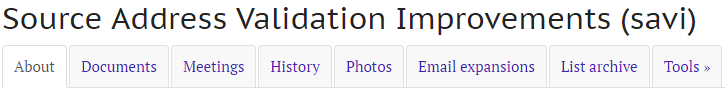 Source Address Validation Improvements (savi)
About Documents Meetings History Photos Email expansions List archive Tools »